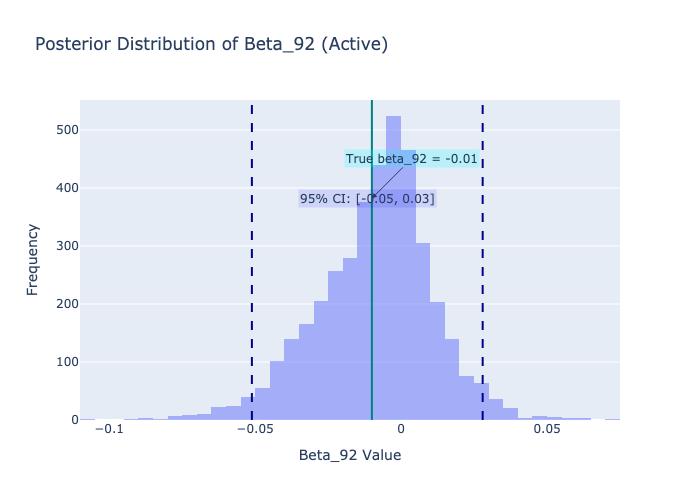 Posterior Distribution of Beta_92 (Active)
500
True beta_92 = -0.01
400
95% CI: [-0.05, 0.03]
300
200
100
0
Frequency
−0.1
−0.05
0
0.05
Beta_92 Value